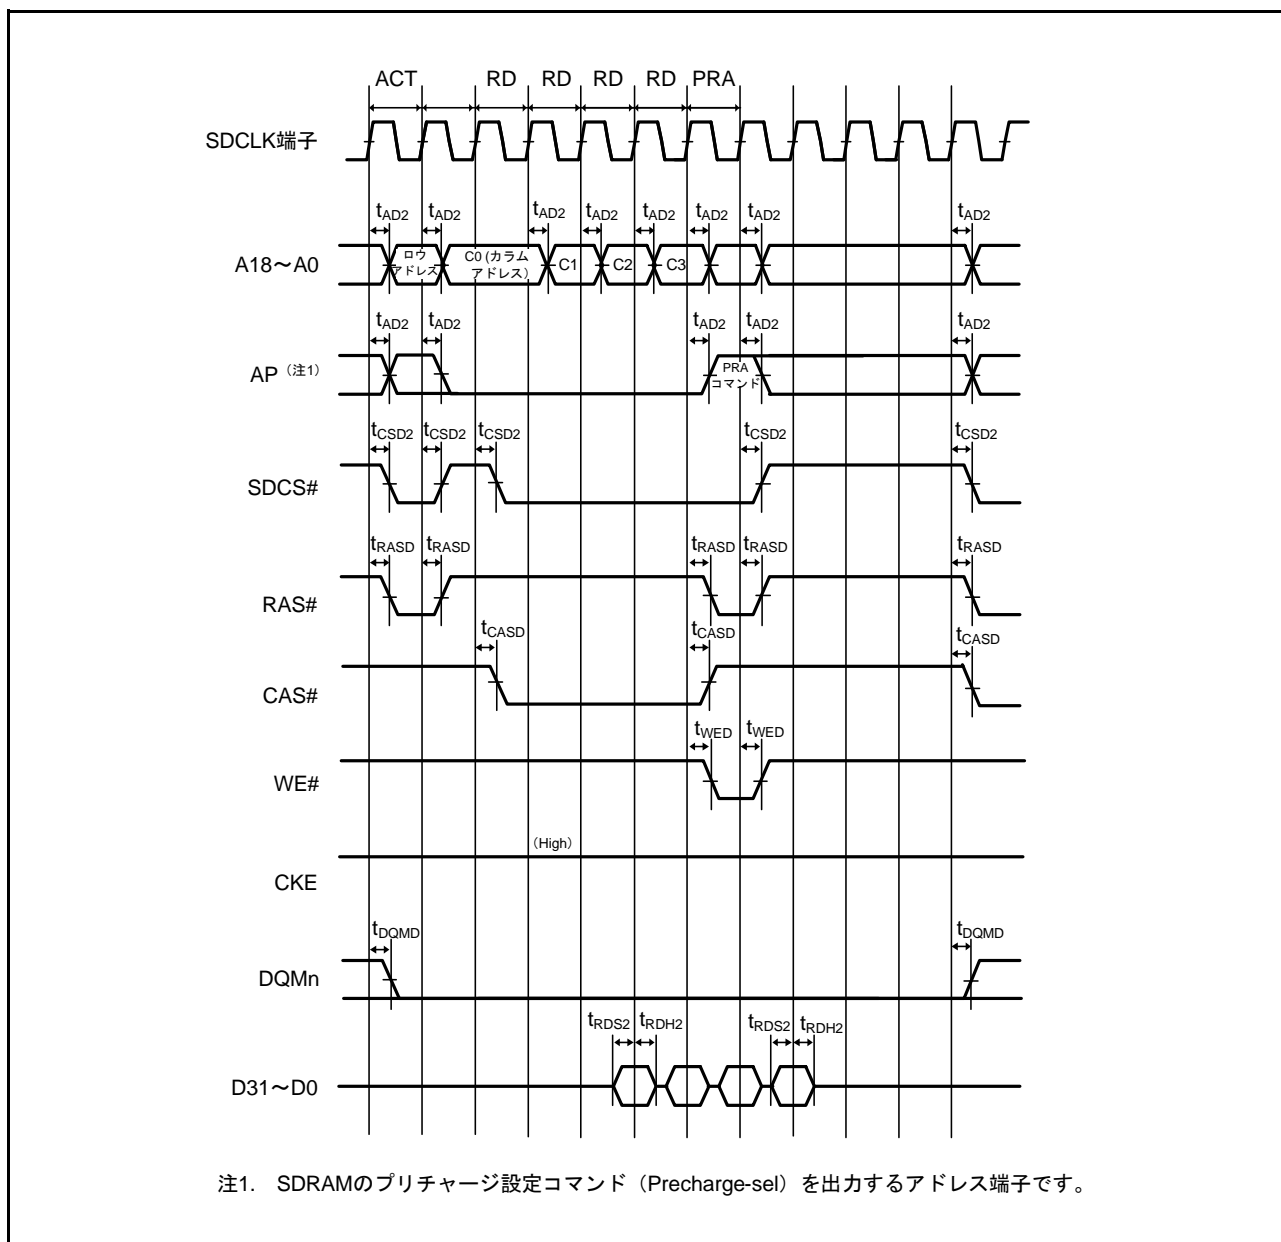 ACT RD RD RD RD PRA
SDCLK端子
tAD2 tAD2 tAD2 tAD2 tAD2 tAD2 tAD2 tAD2
A18～A0
ロウ
アドレス
C0 (カラム
アドレス)
C1 C2 C3
tAD2 tAD2 tAD2 tAD2 tAD2
AP（注1）
PRA
コマンド
tCSD2 tCSD2 tCSD2 tCSD2 tCSD2
SDCS#
tRASD tRASD tRASD tRASD tRASD
RAS#
tCASD tCASD tCASD
CAS#
tWED tWED
WE#
（High）
CKE
tDQMD tDQMD
DQMn
tRDS2 tRDH2 tRDS2 tRDH2
D31～D0
注1. SDRAMのプリチャージ設定コマンド（Precharge-sel）を出力するアドレス端子です。